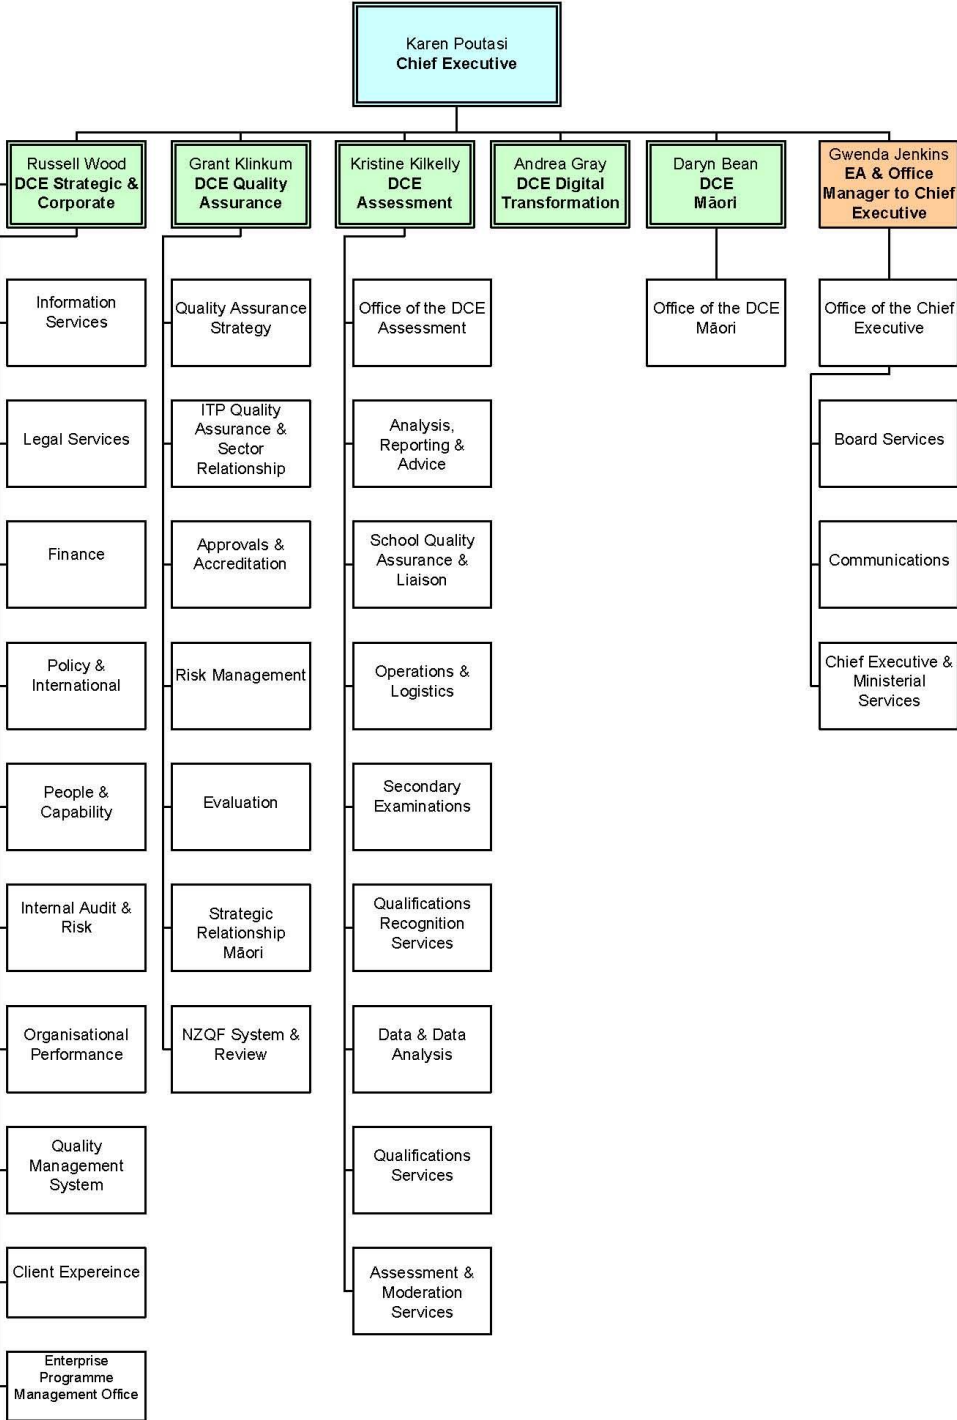 Karen Poutasi
Chief Executive
Russell Wood
DCE Strategic &
Corporate
Grant Klinkum
DCE Quality
Assurance
Kristine Kilkelly
DCE
Assessment
Andrea Gray
DCE Digital
Transformation
Daryn Bean
DCE
Māori
Gwenda Jenkins
EA & Office
Manager to Chief
Executive
Information
Services
Legal Services
Finance
Policy &
International
People &
Capability
Internal Audit &
Risk
Organisational
Performance
Quality
Management
System
Client Expereince
Enterprise
Programme
Management Office
Quality Assurance
Strategy
ITP Quality
Assurance &
Sector
Relationship
Approvals &
Accreditation
Risk Management
Evaluation
Strategic
Relationship
Māori
NZQF System &
Review
Office of the DCE
Assessment
Analysis,
Reporting &
Advice
School Quality
Assurance &
Liaison
Operations &
Logistics
Secondary
Examinations
Qualifications
Recognition
Services
Data & Data
Analysis
Qualifications
Services
Assessment &
Moderation
Services
Office of the DCE
Māori
Office of the Chief
Executive
Board Services
Communications
Chief Executive &
Ministerial
Services